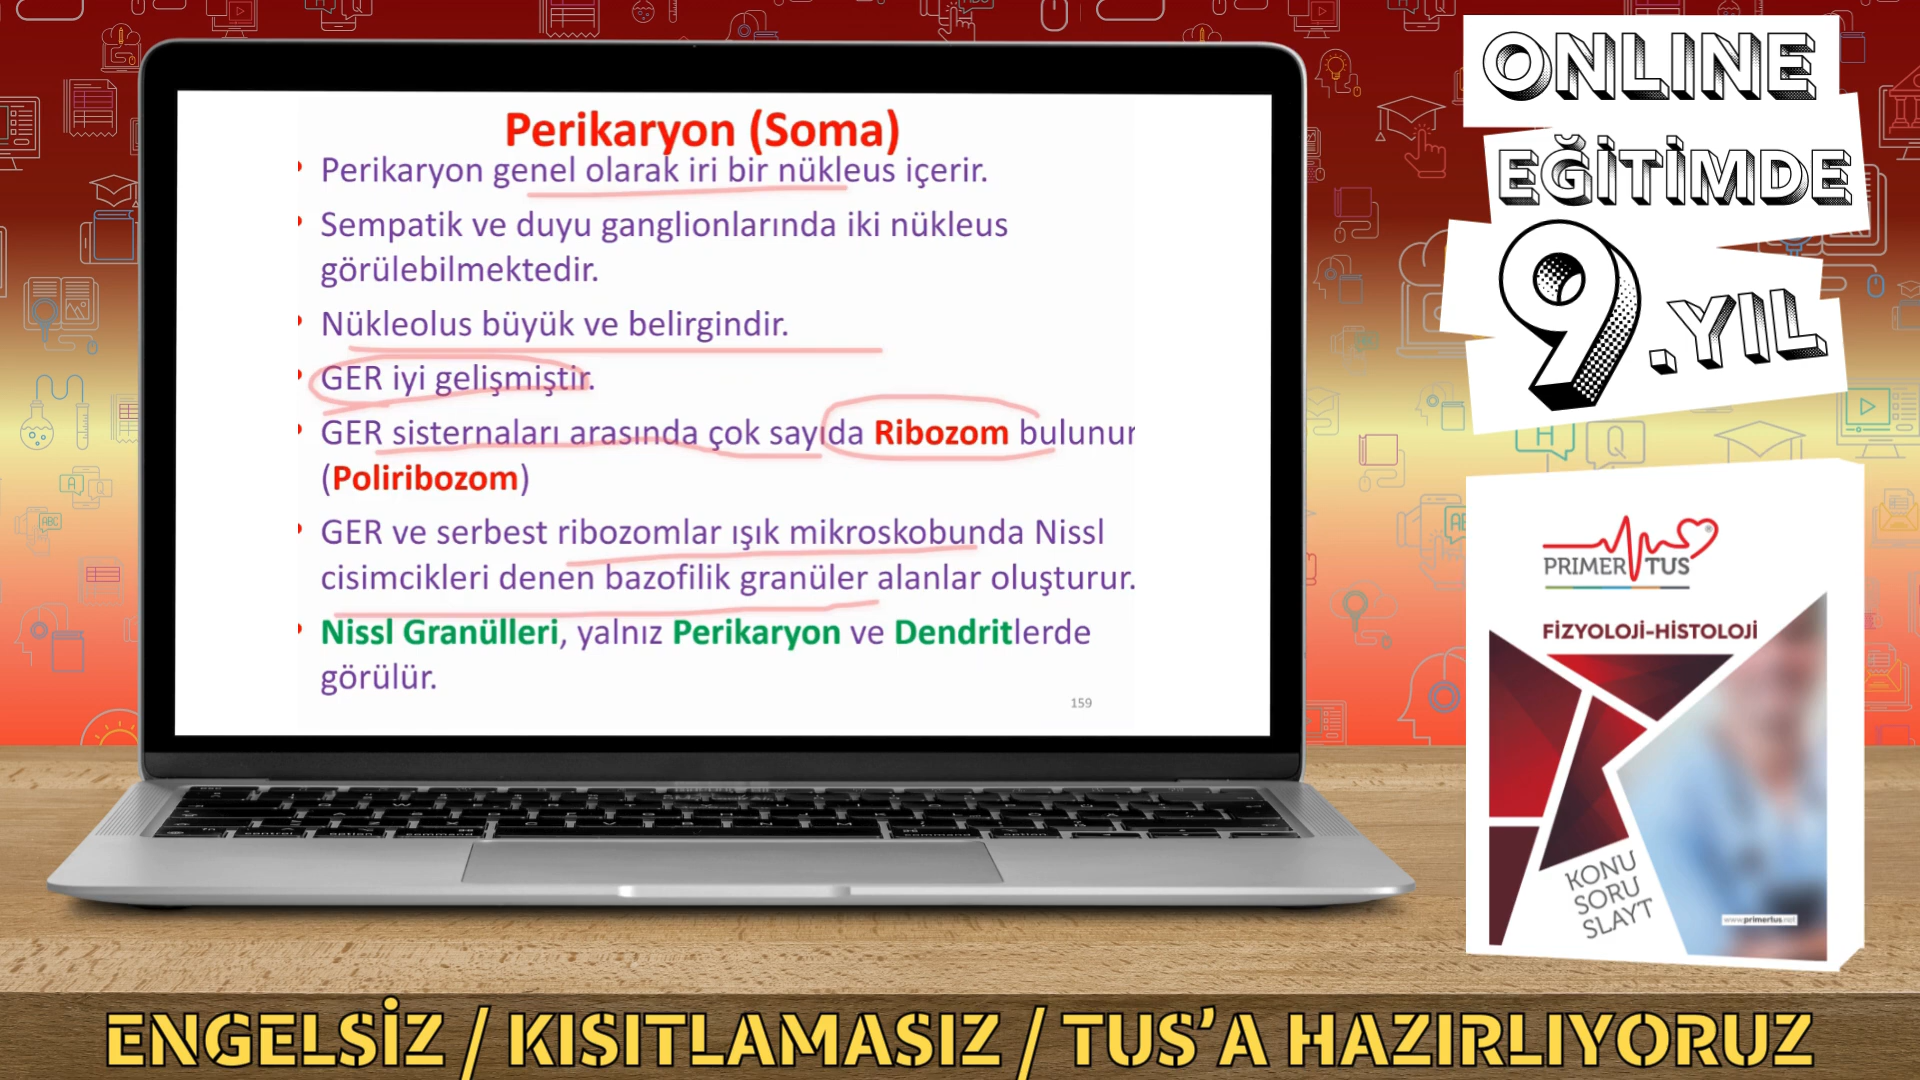 Perikaryon (Soma)
• Perikaryon genel olarak iri bir nükleus içerir.
• Sempatik ve duyu ganglionlarında iki nükleus
görülebilmektedir.
• Nükleolus büyük ve belirgindir.
• GER iyi gelişmiştir.
• GER sisternaları arasında çok sayıda Ribozom bulunur
(Poliribozom)
• GER ve serbest ribozomlar ışık mikroskobunda Nissl
cisimcikleri denen bazofilik granüler alanlar oluşturur.
• Nissl Granülleri, yalnız Perikaryon ve Dendritlerde
görülür.
159
ONLINE
EĞİTİMDE
9.YIL
PRIMER TUS
FİZYOLOJİ-HİSTOLOJİ
KONU
SORU
SLAYT
www.primertus.net
ENGELSİZ / KISITLAMASIZ / TUS’A HAZIRLIYORUZ